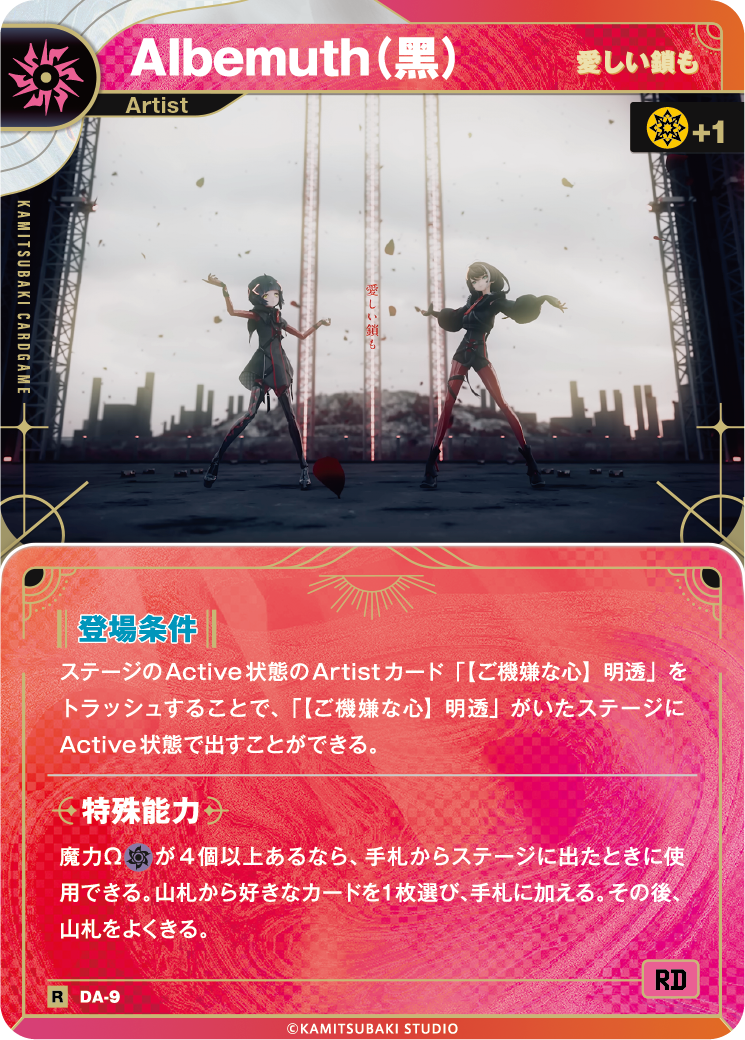 Albemuth(黑)
愛しい鎖も
Artist
+1
KAMITSUBAKI CARDGAME
愛しい鎖も
登場条件
ステージのActive状態のArtistカード「【ご機嫌な心】明透」を
トラッシュすることで、「【ご機嫌な心】明透」がいたステージに
Active状態で出すことができる。
特殊能力
魔力Ωが4個以上あるなら、手札からステージに出たときに使
用できる。山札から好きなカードを1枚選び、手札に加える。その後、
山札をよくきる。
RD
R DA-9
©KAMITSUBAKI STUDIO